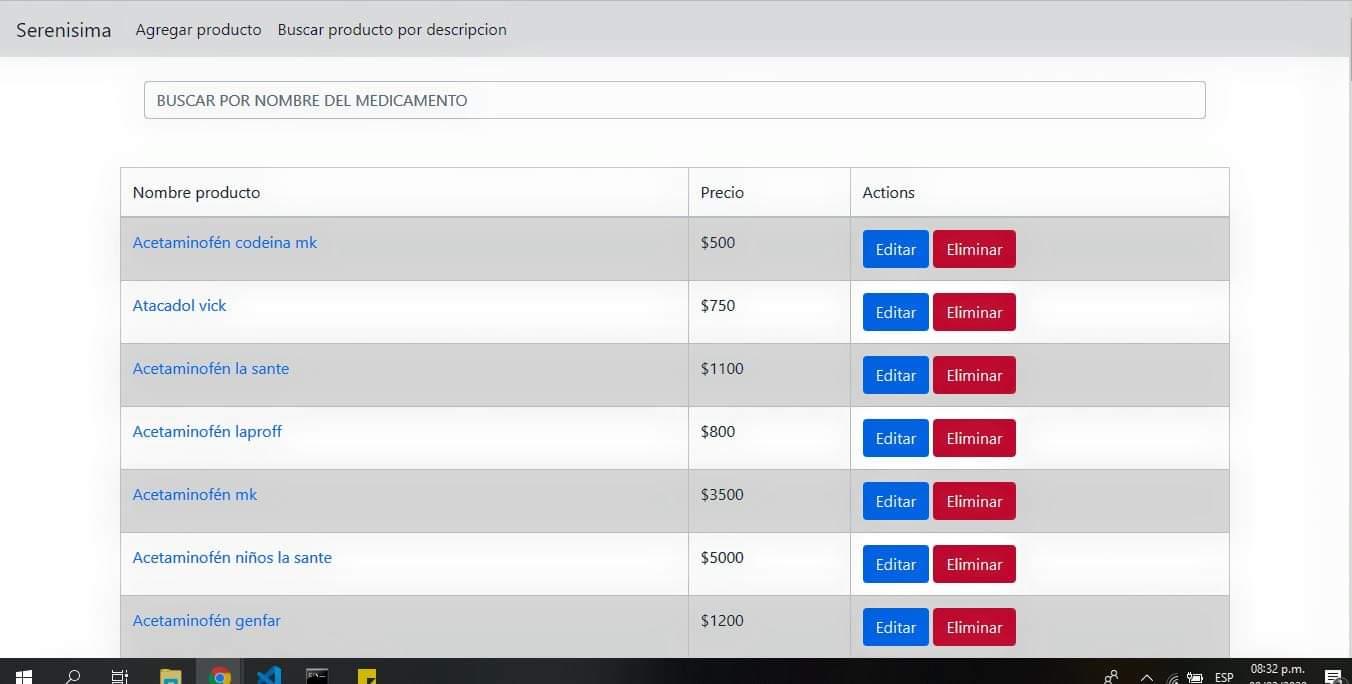 Serenisima Agregar producto Buscar producto por descripcion
BUSCAR POR NOMBRE DEL MEDICAMENTO
Nombre producto Precio Actions
Acetaminofén codeina mk $500 Editar Eliminar
Atacadol vick $750 Editar Eliminar
Acetaminofén la sante $1100 Editar Eliminar
Acetaminofén laproff $800 Editar Eliminar
Acetaminofén mk $3500 Editar Eliminar
Acetaminofén niños la sante $5000 Editar Eliminar
Acetaminofén genfar $1200 Editar Eliminar
ESP 08:32 p.m.